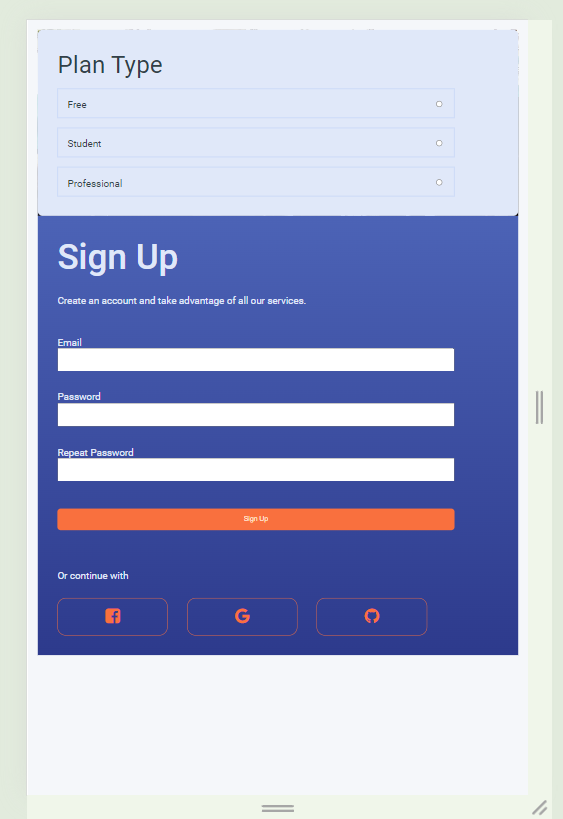 Plan Type
Free
Student
Professional
Sign Up
Create an account and take advantage of all our services.
Email
Password
Repeat Password
Sign Up
Or continue with